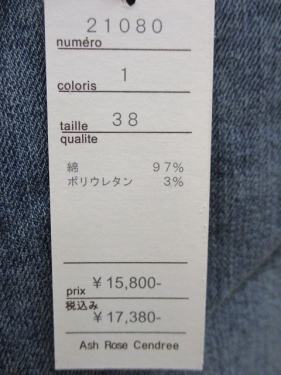 21080
numéro
coloris 1
taille 38
qualite
綿 97%
ポリウレタン 3%
prix ¥15,800-
税込み
¥17,380-
Ash Rose Cendree